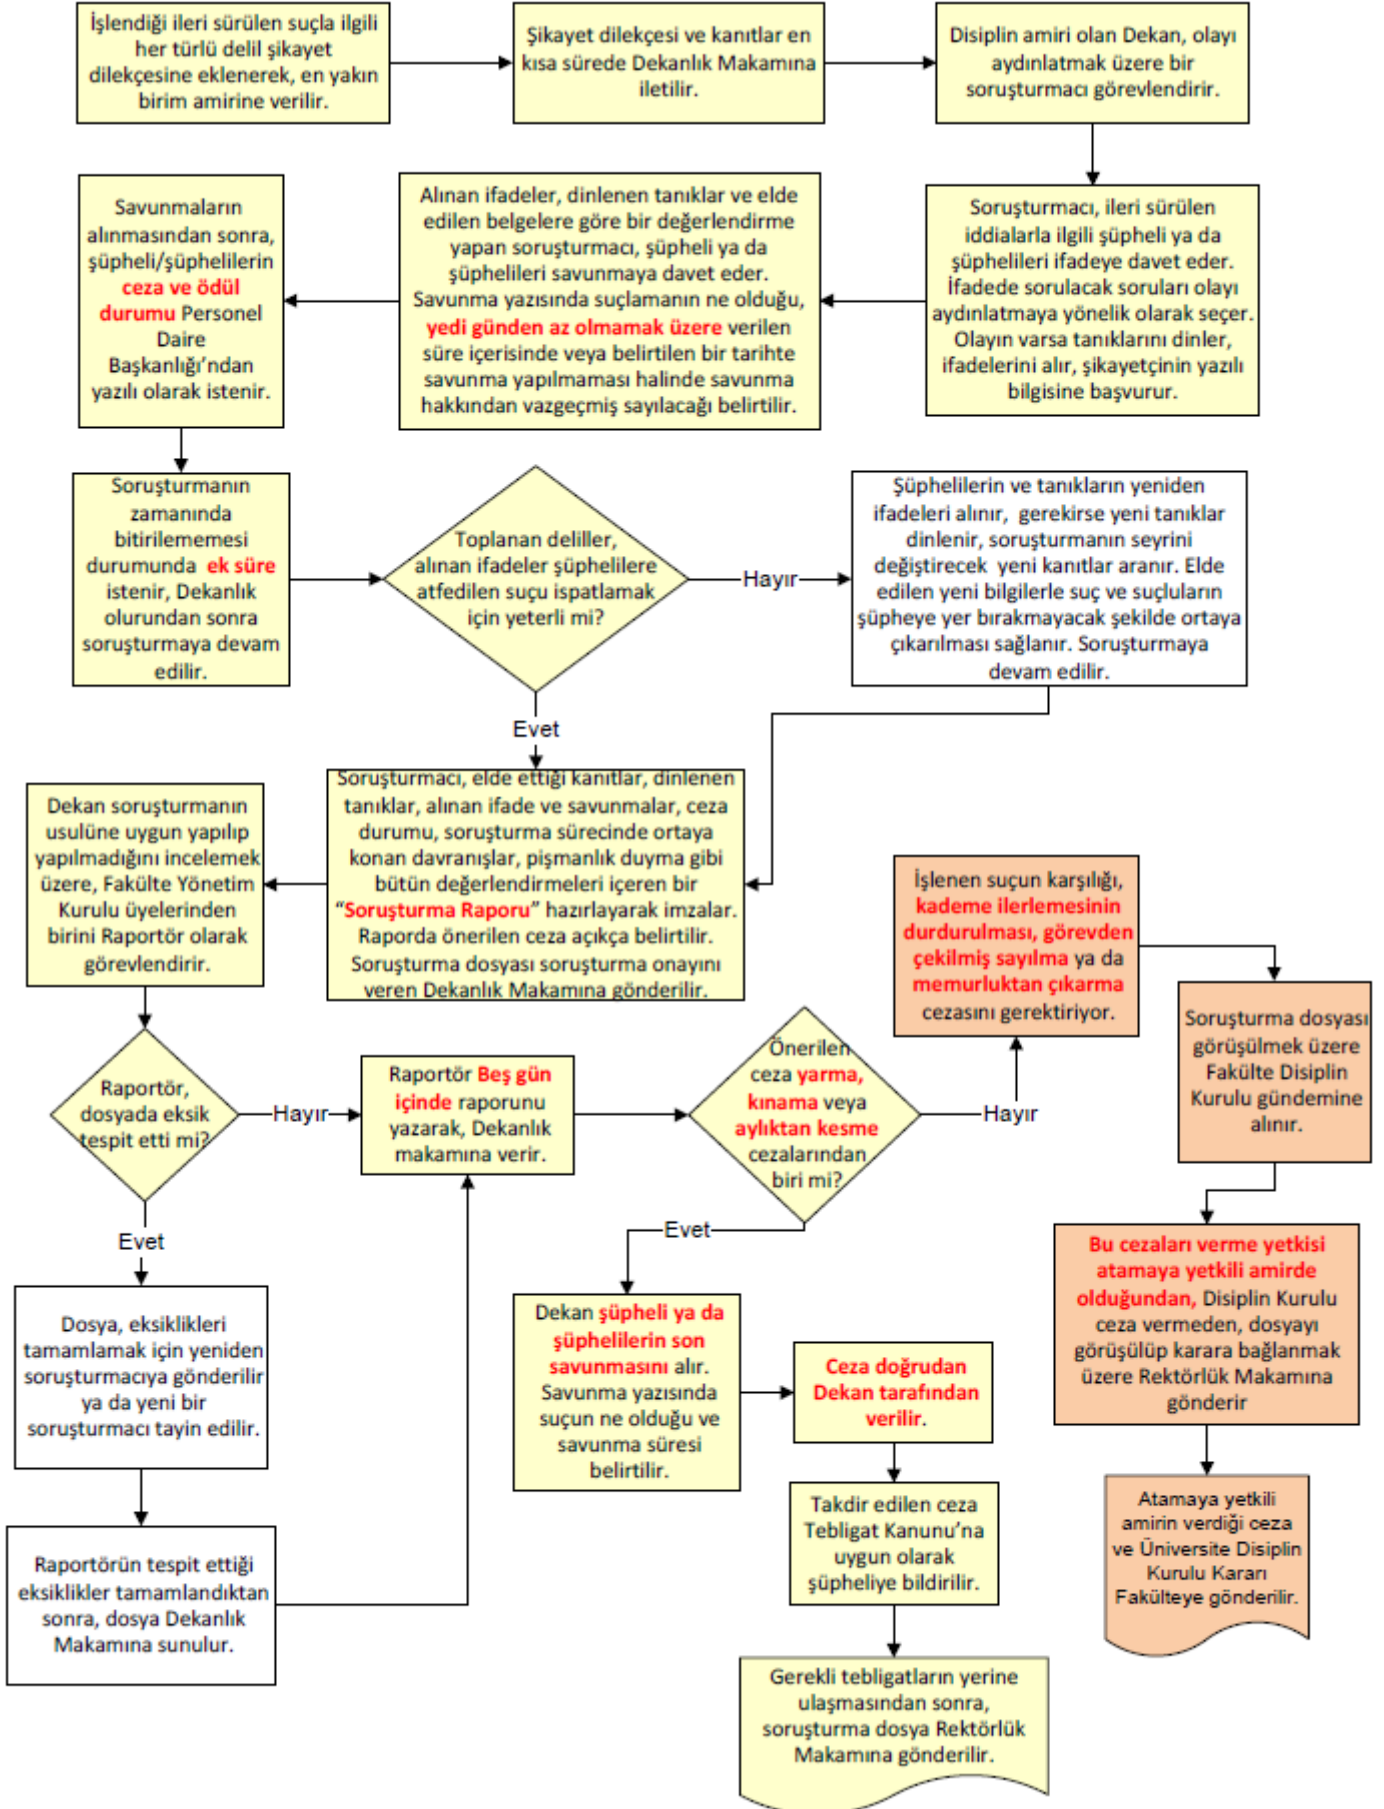 İşlendiği ileri sürülen suçla ilgili
her türlü delil şikayet
dilekçesine eklenerek, en yakın
birim amirine verilir.
Şikayet dilekçesi ve kanıtlar en
kısa sürede Dekanlık Makamına
iletilir.
Disiplin amiri olan Dekan, olayı
aydınlatmak üzere bir
soruşturmacı görevlendirir.
Soruşturmacı, ileri sürülen
iddialarla ilgili şüpheli ya da
şüphelileri ifadeye davet eder.
İfadede sorulacak soruları olayı
aydınlatmaya yönelik olarak seçer.
Olayın varsa tanıklarını dinler,
ifadelerini alır, şikayetçinin yazılı
bilgisine başvurur.
Alınan ifadeler, dinlenen tanıklar ve elde
edilen belgelere göre bir değerlendirme
yapan soruşturmacı, şüpheli ya da
şüphelileri savunmaya davet eder.
Savunma yazısında suçlamanın ne olduğu,
yedi günden az olmamak üzere verilen
süre içerisinde veya belirtilen bir tarihte
savunma yapılmaması halinde savunma
hakkından vazgeçmiş sayılacağı belirtilir.
Savunmaların
alınmasından sonra,
şüpheli/şüphelilerin
ceza ve ödül
durumu Personel
Daire
Başkanlığı’ndan
yazılı olarak istenir.
Soruşturmanın
zamanında
bitirilememesi
durumunda ek süre
istenir, Dekanlık
olurundan sonra
soruşturmaya devam
edilir.
Toplanan deliller,
alınan ifadeler şüphelilere
atfedilen suçu ispatlamak
için yeterli mi?
Hayır
Şüphelilerin ve tanıkların yeniden
ifadeleri alınır, gerekirse yeni tanıklar
dinlenir, soruşturmanın seyrini
değiştirecek yeni kanıtlar aranır. Elde
edilen yeni bilgilerle suç ve suçluların
şüpheye yer bırakmayacak şekilde ortaya
çıkarılması sağlanır. Soruşturmaya
devam edilir.
Evet
Soruşturmacı, elde ettiği kanıtlar, dinlenen
tanıklar, alınan ifade ve savunmalar, ceza
durumu, soruşturma sürecinde ortaya
konan davranışlar, pişmanlık duyma gibi
bütün değerlendirmeleri içeren bir
“Soruşturma Raporu” hazırlayarak imzalar.
Raporda önerilen ceza açıkça belirtilir.
Soruşturma dosyası soruşturma onayını
veren Dekanlık Makamına gönderilir.
Dekan soruşturmanın
usulüne uygun yapılıp
yapılmadığını incelemek
üzere, Fakülte Yönetim
Kurulu üyelerinden
birini Raportör olarak
görevlendirir.
Raportör,
dosyada eksik
tespit etti mi?
Hayır
Raportör Beş gün
içinde raporunu
yazarak, Dekanlık
makamına verir.
Önerilen
ceza yarma,
kınama veya
aylıktan kesme
cezalarından
biri mi?
Hayır
İşlenen suçun karşılığı,
kademe ilerlemesinin
durdurulması, görevden
çekilmiş sayılma ya da
memurluktan çıkarma
cezasını gerektiriyor.
Soruşturma dosyası
görüşülmek üzere
Fakülte Disiplin
Kurulu gündemine
alınır.
Bu cezaları verme yetkisi
atamaya yetkili amirde
olduğundan, Disiplin Kurulu
ceza vermeden, dosyayı
görüşülüp karara bağlanmak
üzere Rektörlük Makamına
gönderir
Atamaya yetkili
amirin verdiği ceza
ve Üniversite Disiplin
Kurulu Kararı
Fakülteye gönderilir.
Evet
Dosya, eksiklikleri
tamamlamak için yeniden
soruşturmacıya gönderilir
ya da yeni bir
soruşturmacı tayin edilir.
Raportörün tespit ettiği
eksiklikler tamamlandıktan
sonra, dosya Dekanlık
Makamına sunulur.
Evet
Dekan şüpheli ya da
şüphelilerin son
savunmasını alır.
Savunma yazısında
suçun ne olduğu ve
savunma süresi
belirtilir.
Ceza doğrudan
Dekan tarafından
verilir.
Takdir edilen ceza
Tebligat Kanunu’na
uygun olarak
şüpheliye bildirilir.
Gerekli tebligatların yerine
ulaşmasından sonra,
soruşturma dosya Rektörlük
Makamına gönderilir.